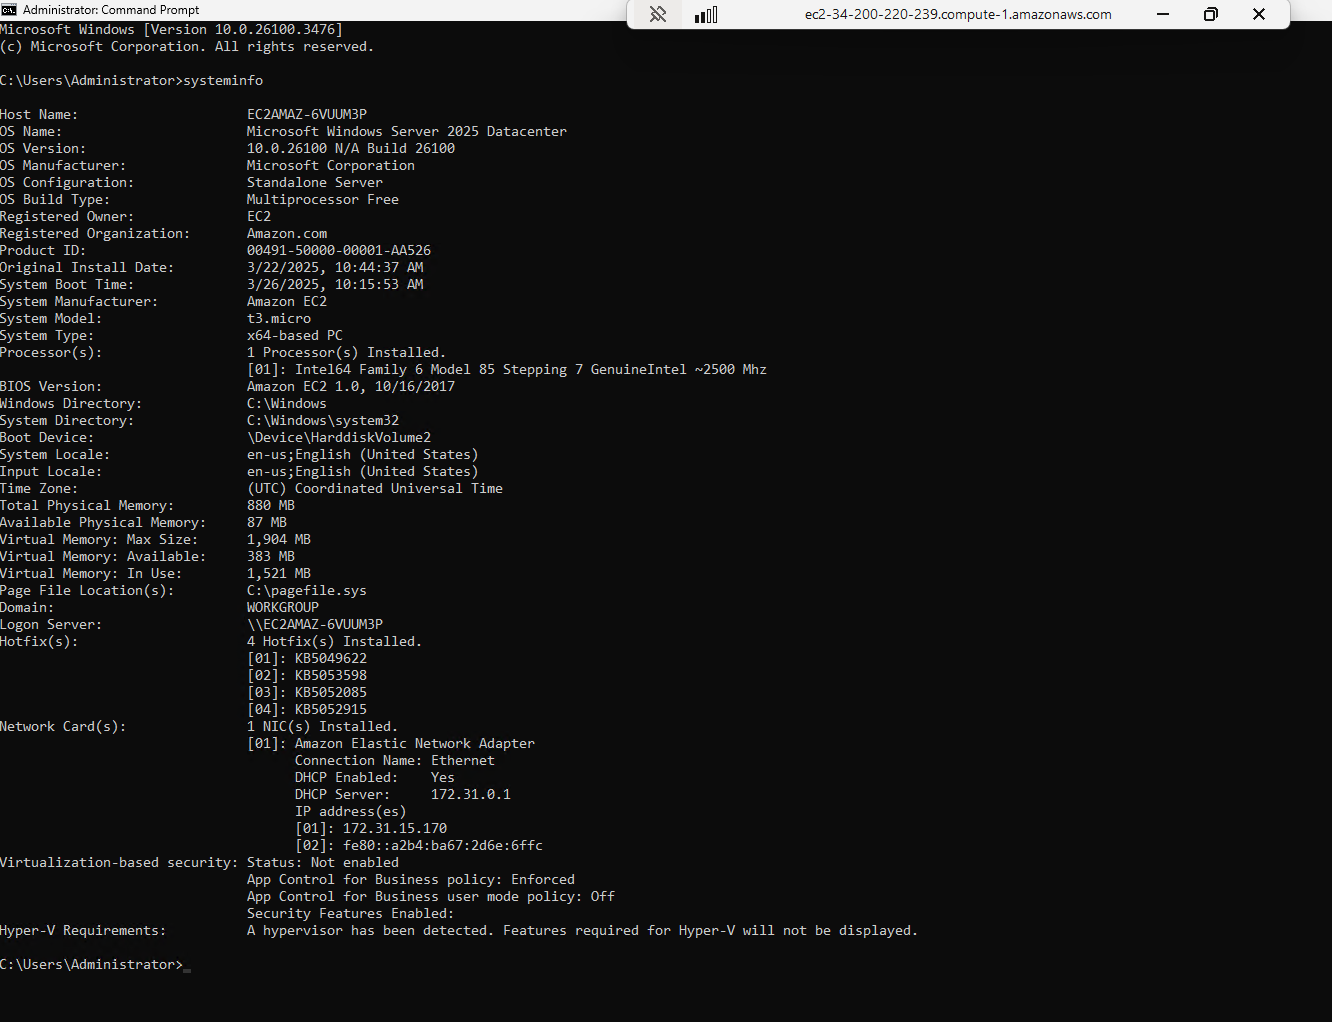 Administrator: Command Prompt
ec2-34-200-220-239.compute-1.amazonaws.com
Microsoft Windows [Version 10.0.26100.3476]
(c) Microsoft Corporation. All rights reserved.
C:\Users\Administrator>systeminfo
Host Name: EC2AMAZ-6VUUM3P
OS Name: Microsoft Windows Server 2025 Datacenter
OS Version: 10.0.26100 N/A Build 26100
OS Manufacturer: Microsoft Corporation
OS Configuration: Standalone Server
OS Build Type: Multiprocessor Free
Registered Owner: EC2
Registered Organization: Amazon.com
Product ID: 00491-50000-00001-AA526
Original Install Date: 3/22/2025, 10:44:37 AM
System Boot Time: 3/26/2025, 10:15:53 AM
System Manufacturer: Amazon EC2
System Model: t3.micro
System Type: x64-based PC
Processor(s): 1 Processor(s) Installed.
[01]: Intel64 Family 6 Model 85 Stepping 7 GenuineIntel ~2500 Mhz
BIOS Version: Amazon EC2 1.0, 10/16/2017
Windows Directory: C:\Windows
System Directory: C:\Windows\system32
Boot Device: \Device\HarddiskVolume2
System Locale: en-us;English (United States)
Input Locale: en-us;English (United States)
Time Zone: (UTC) Coordinated Universal Time
Total Physical Memory: 880 MB
Available Physical Memory: 87 MB
Virtual Memory: Max Size: 1,904 MB
Virtual Memory: Available: 383 MB
Virtual Memory: In Use: 1,521 MB
Page File Location(s): C:\pagefile.sys
Domain: WORKGROUP
Logon Server: \\EC2AMAZ-6VUUM3P
Hotfix(s): 4 Hotfix(s) Installed.
[01]: KB5049622
[02]: KB5053598
[03]: KB5052085
[04]: KB5052915
Network Card(s): 1 NIC(s) Installed.
[01]: Amazon Elastic Network Adapter
Connection Name: Ethernet
DHCP Enabled: Yes
DHCP Server: 172.31.0.1
IP address(es)
[01]: 172.31.15.170
[02]: fe80::a2b4:ba67:2d6e:6ffc
Virtualization-based security: Status: Not enabled
App Control for Business policy: Enforced
App Control for Business user mode policy: Off
Security Features Enabled:
Hyper-V Requirements: A hypervisor has been detected. Features required for Hyper-V will not be displayed.
C:\Users\Administrator>